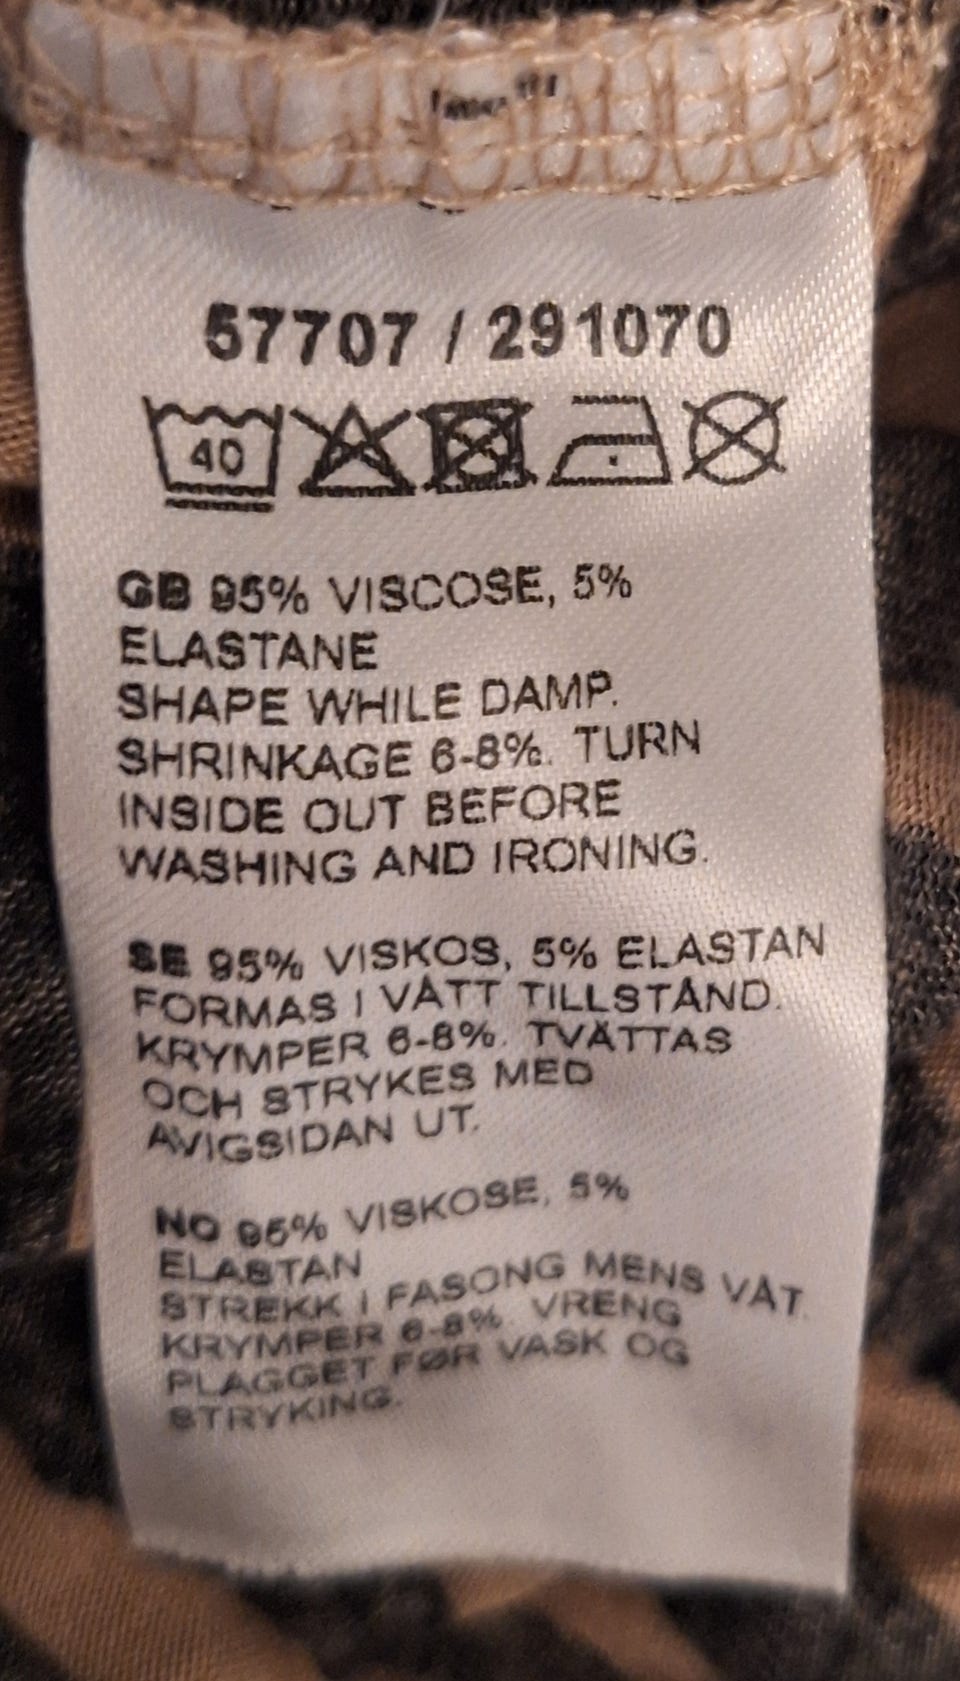 57707 / 291070
40
GB 95% VISCOSE, 5%
ELASTANE
SHAPE WHILE DAMP.
SHRINKAGE 6-8%. TURN
INSIDE OUT BEFORE
WASHING AND IRONING.
SE 95% VISKOS, 5% ELASTAN
FORMAS I VÅTT TILLSTÅND.
KRYMPER 6-8%. TVÄTTAS
OCH STRYKES MED
AVIGSIDAN UT.
NO 95% VISKOSE, 5%
ELASTAN
STREKK I FASONG MENS VÅT.
KRYMPER 6-8%. VRENG
PLAGGET FØR VASK OG
STRYKING.